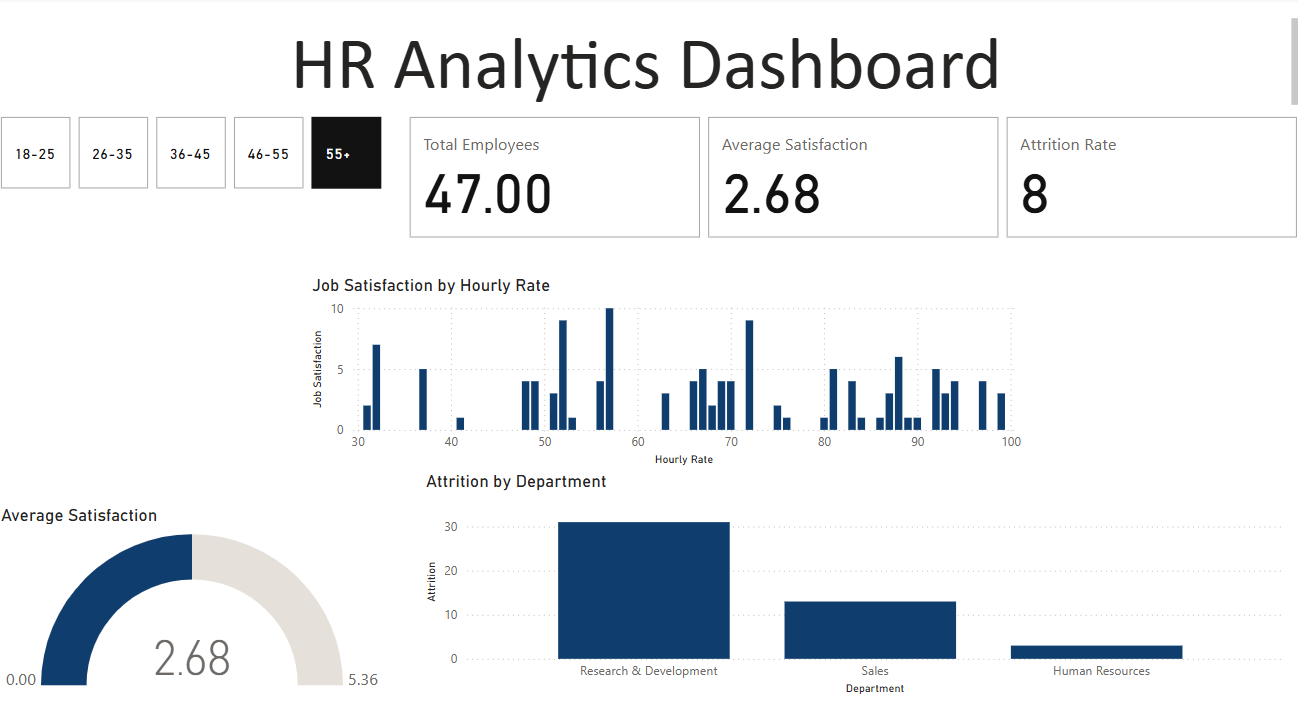 HR Analytics Dashboard
18-25
26-35
36-45
46-55
55+
Total Employees
47.00
Average Satisfaction
2.68
Attrition Rate
8
Job Satisfaction by Hourly Rate
Job Satisfaction
10
5
0
30 40 50 60 70 80 90 100
Hourly Rate
Attrition by Department
Attrition
30
20
10
0
Research & Development Sales Human Resources
Department
Average Satisfaction
2.68
0.00 5.36